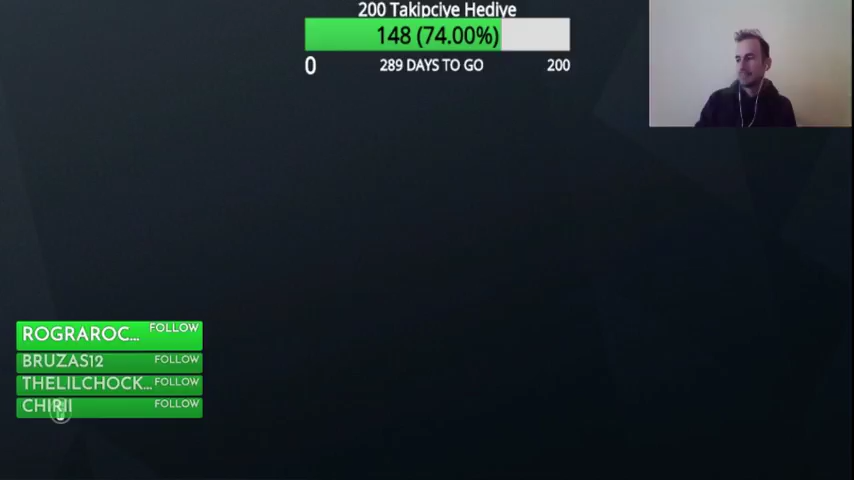 200 Takipciye Hediye
148 (74.00%)
0 289 DAYS TO GO 200
ROGRAROC... FOLLOW
BRUZAS12 FOLLOW
THELILCHOCK... FOLLOW
CHIRII FOLLOW